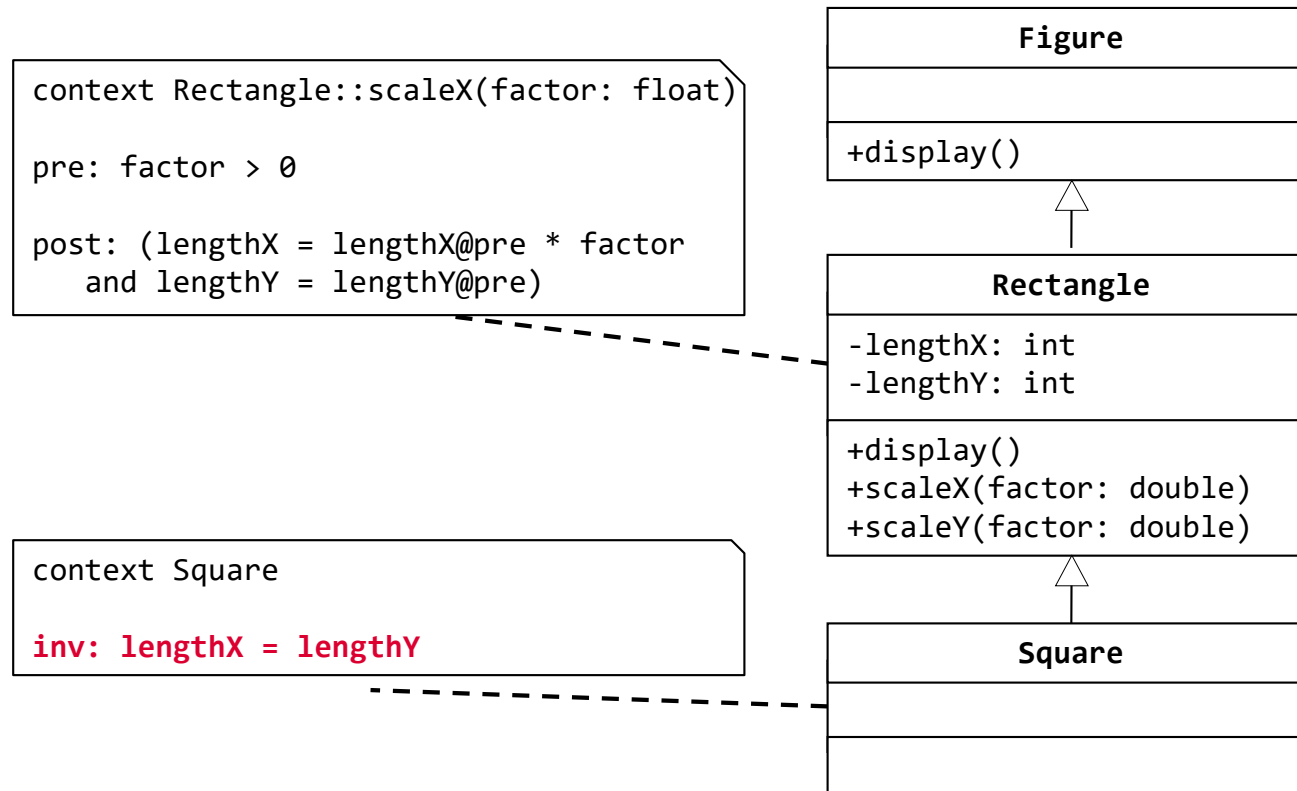 context Rectangle::scaleX(factor: float)
pre: factor > 0
post: (lengthX = lengthX@pre * factor
and lengthY = lengthY@pre)
context Square
inv: lengthX = lengthY
Figure
+display()
Rectangle
-lengthX: int
-lengthY: int
+display()
+scaleX(factor: double)
+scaleY(factor: double)
Square